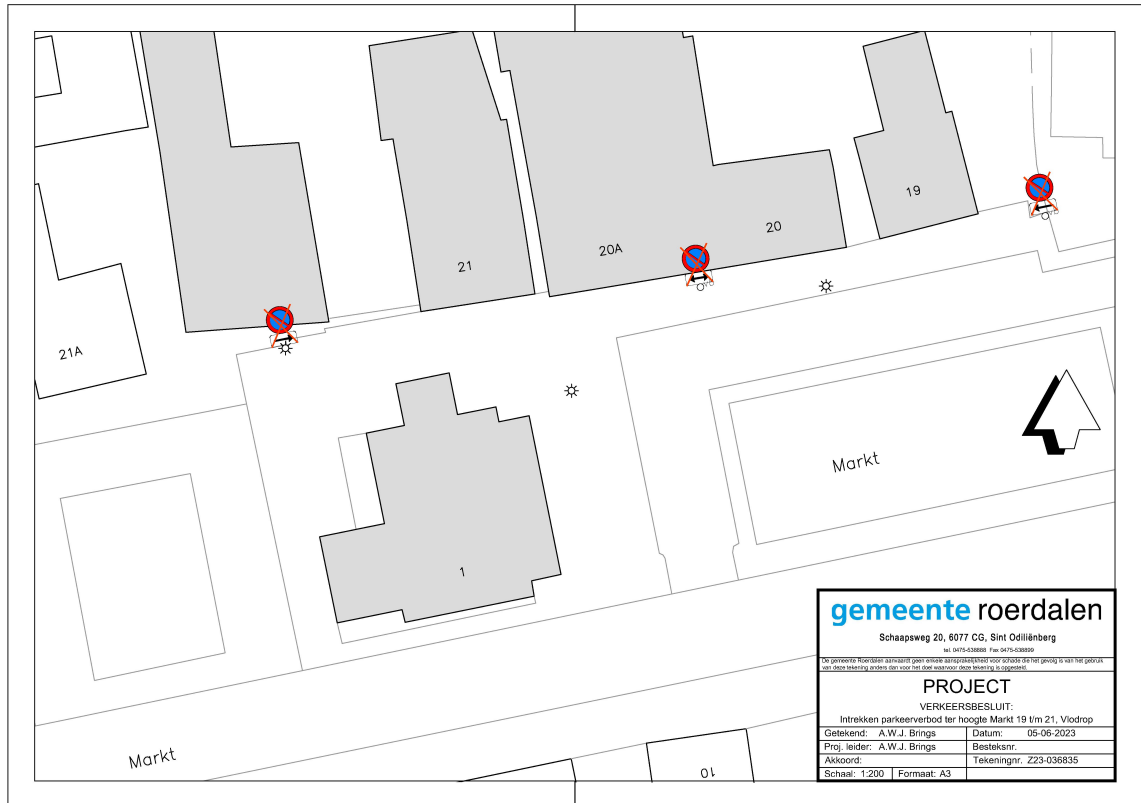 19
20
20A
21
21A
OVB
OVB
OVB
Markt
1
Markt
10
gemeente roerdalen
Schaapsweg 20, 6077 CG, Sint Odiliënberg
tel. 0475-538888 Fax 0475-538899
De gemeente Roerdalen aanvaardt geen enkele aansprakelijkheid voor schade die het gevolg is van het gebruik
van deze tekening anders dan voor het doel waarvoor deze tekening is opgesteld.
PROJECT
VERKEERSBESLUIT:
Intrekken parkeerverbod ter hoogte Markt 19 t/m 21, Vlodrop
Getekend: A.W.J. Brings Datum: 05-06-2023
Proj. leider: A.W.J. Brings Besteksnr.
Akkoord: Tekeningnr. Z23-036835
Schaal: 1:200 Formaat: A3